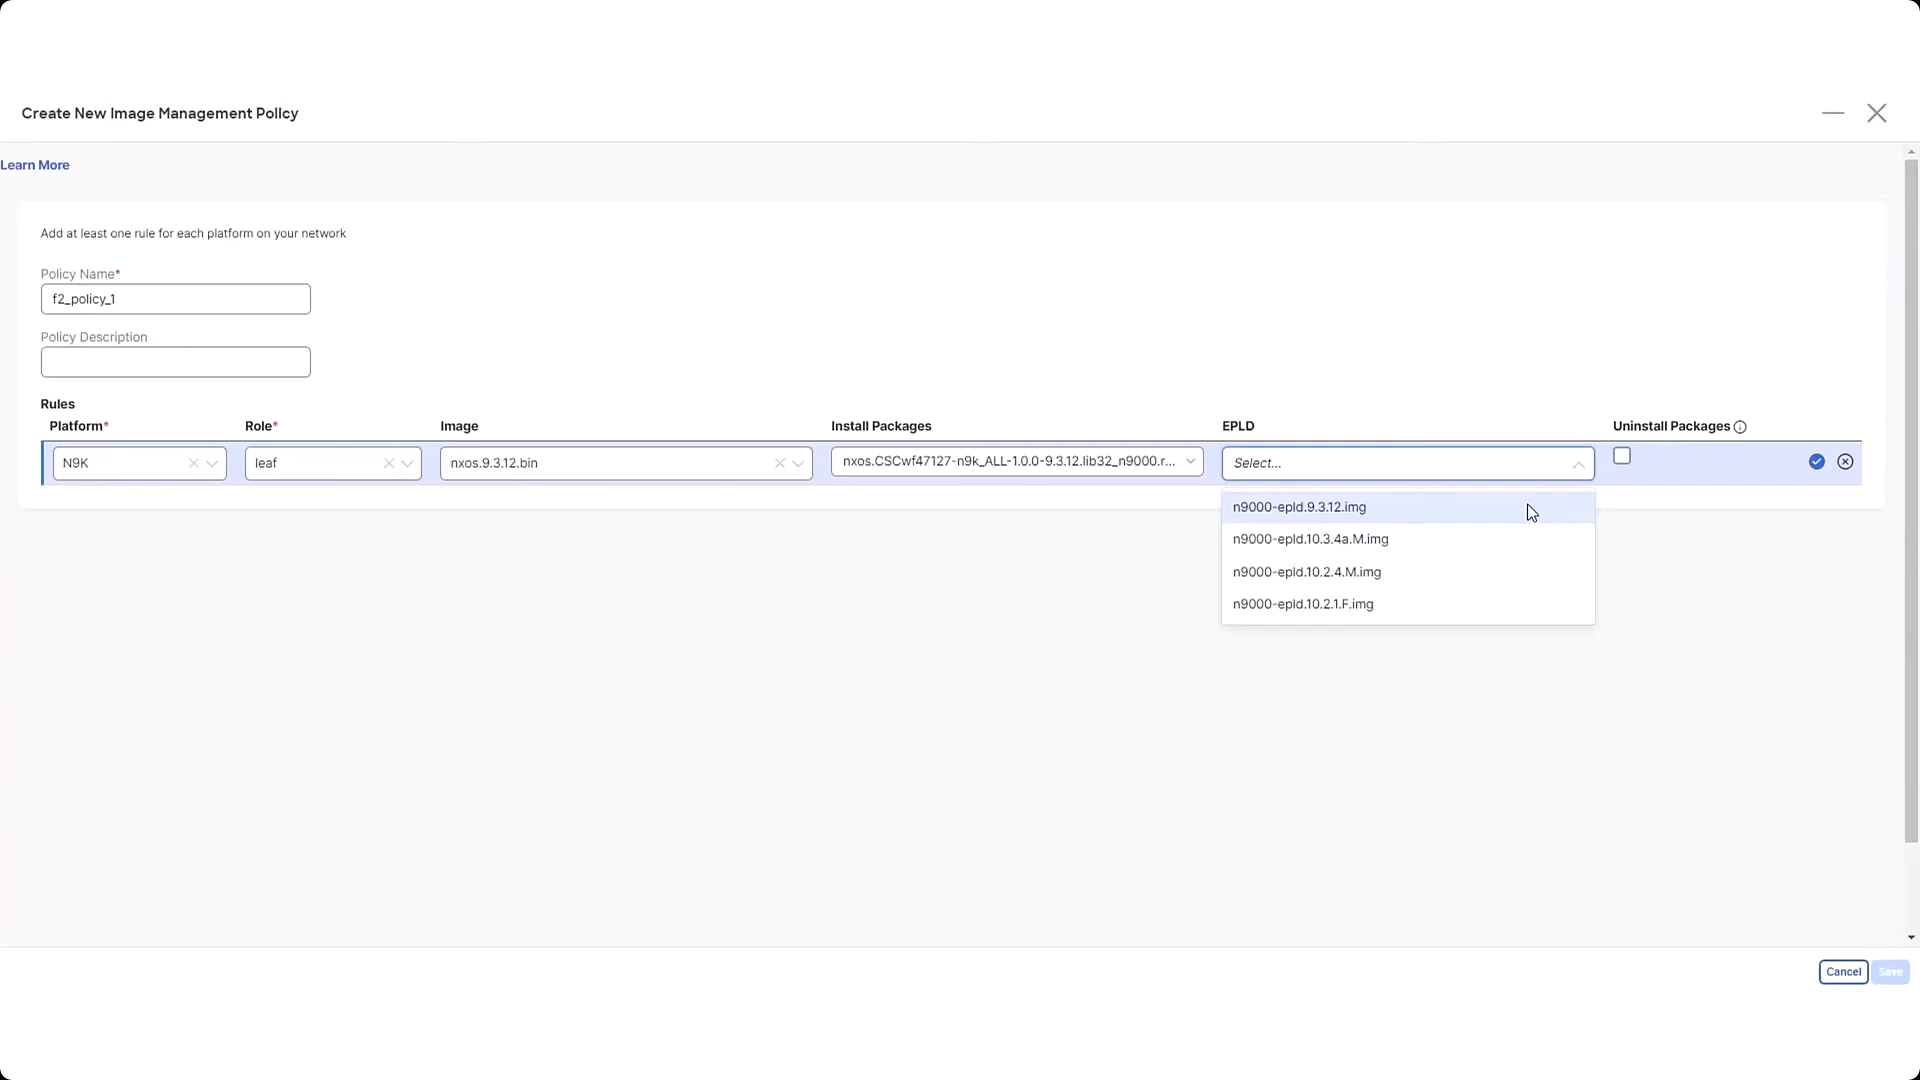 Create New Image Management Policy
Learn More
Add at least one rule for each platform on your network
Policy Name*
f2_policy_1
Policy Description
Rules
Platform* Role* Image Install Packages EPLD Uninstall Packages
N9K leaf nxos.9.3.12.bin nxos.CSCwf47127-n9k_ALL-1.0.0-9.3.12.lib32_n9000.r... Select...
n9000-epld.9.3.12.img
n9000-epld.10.3.4a.M.img
n9000-epld.10.2.4.M.img
n9000-epld.10.2.1.F.img
Cancel Save